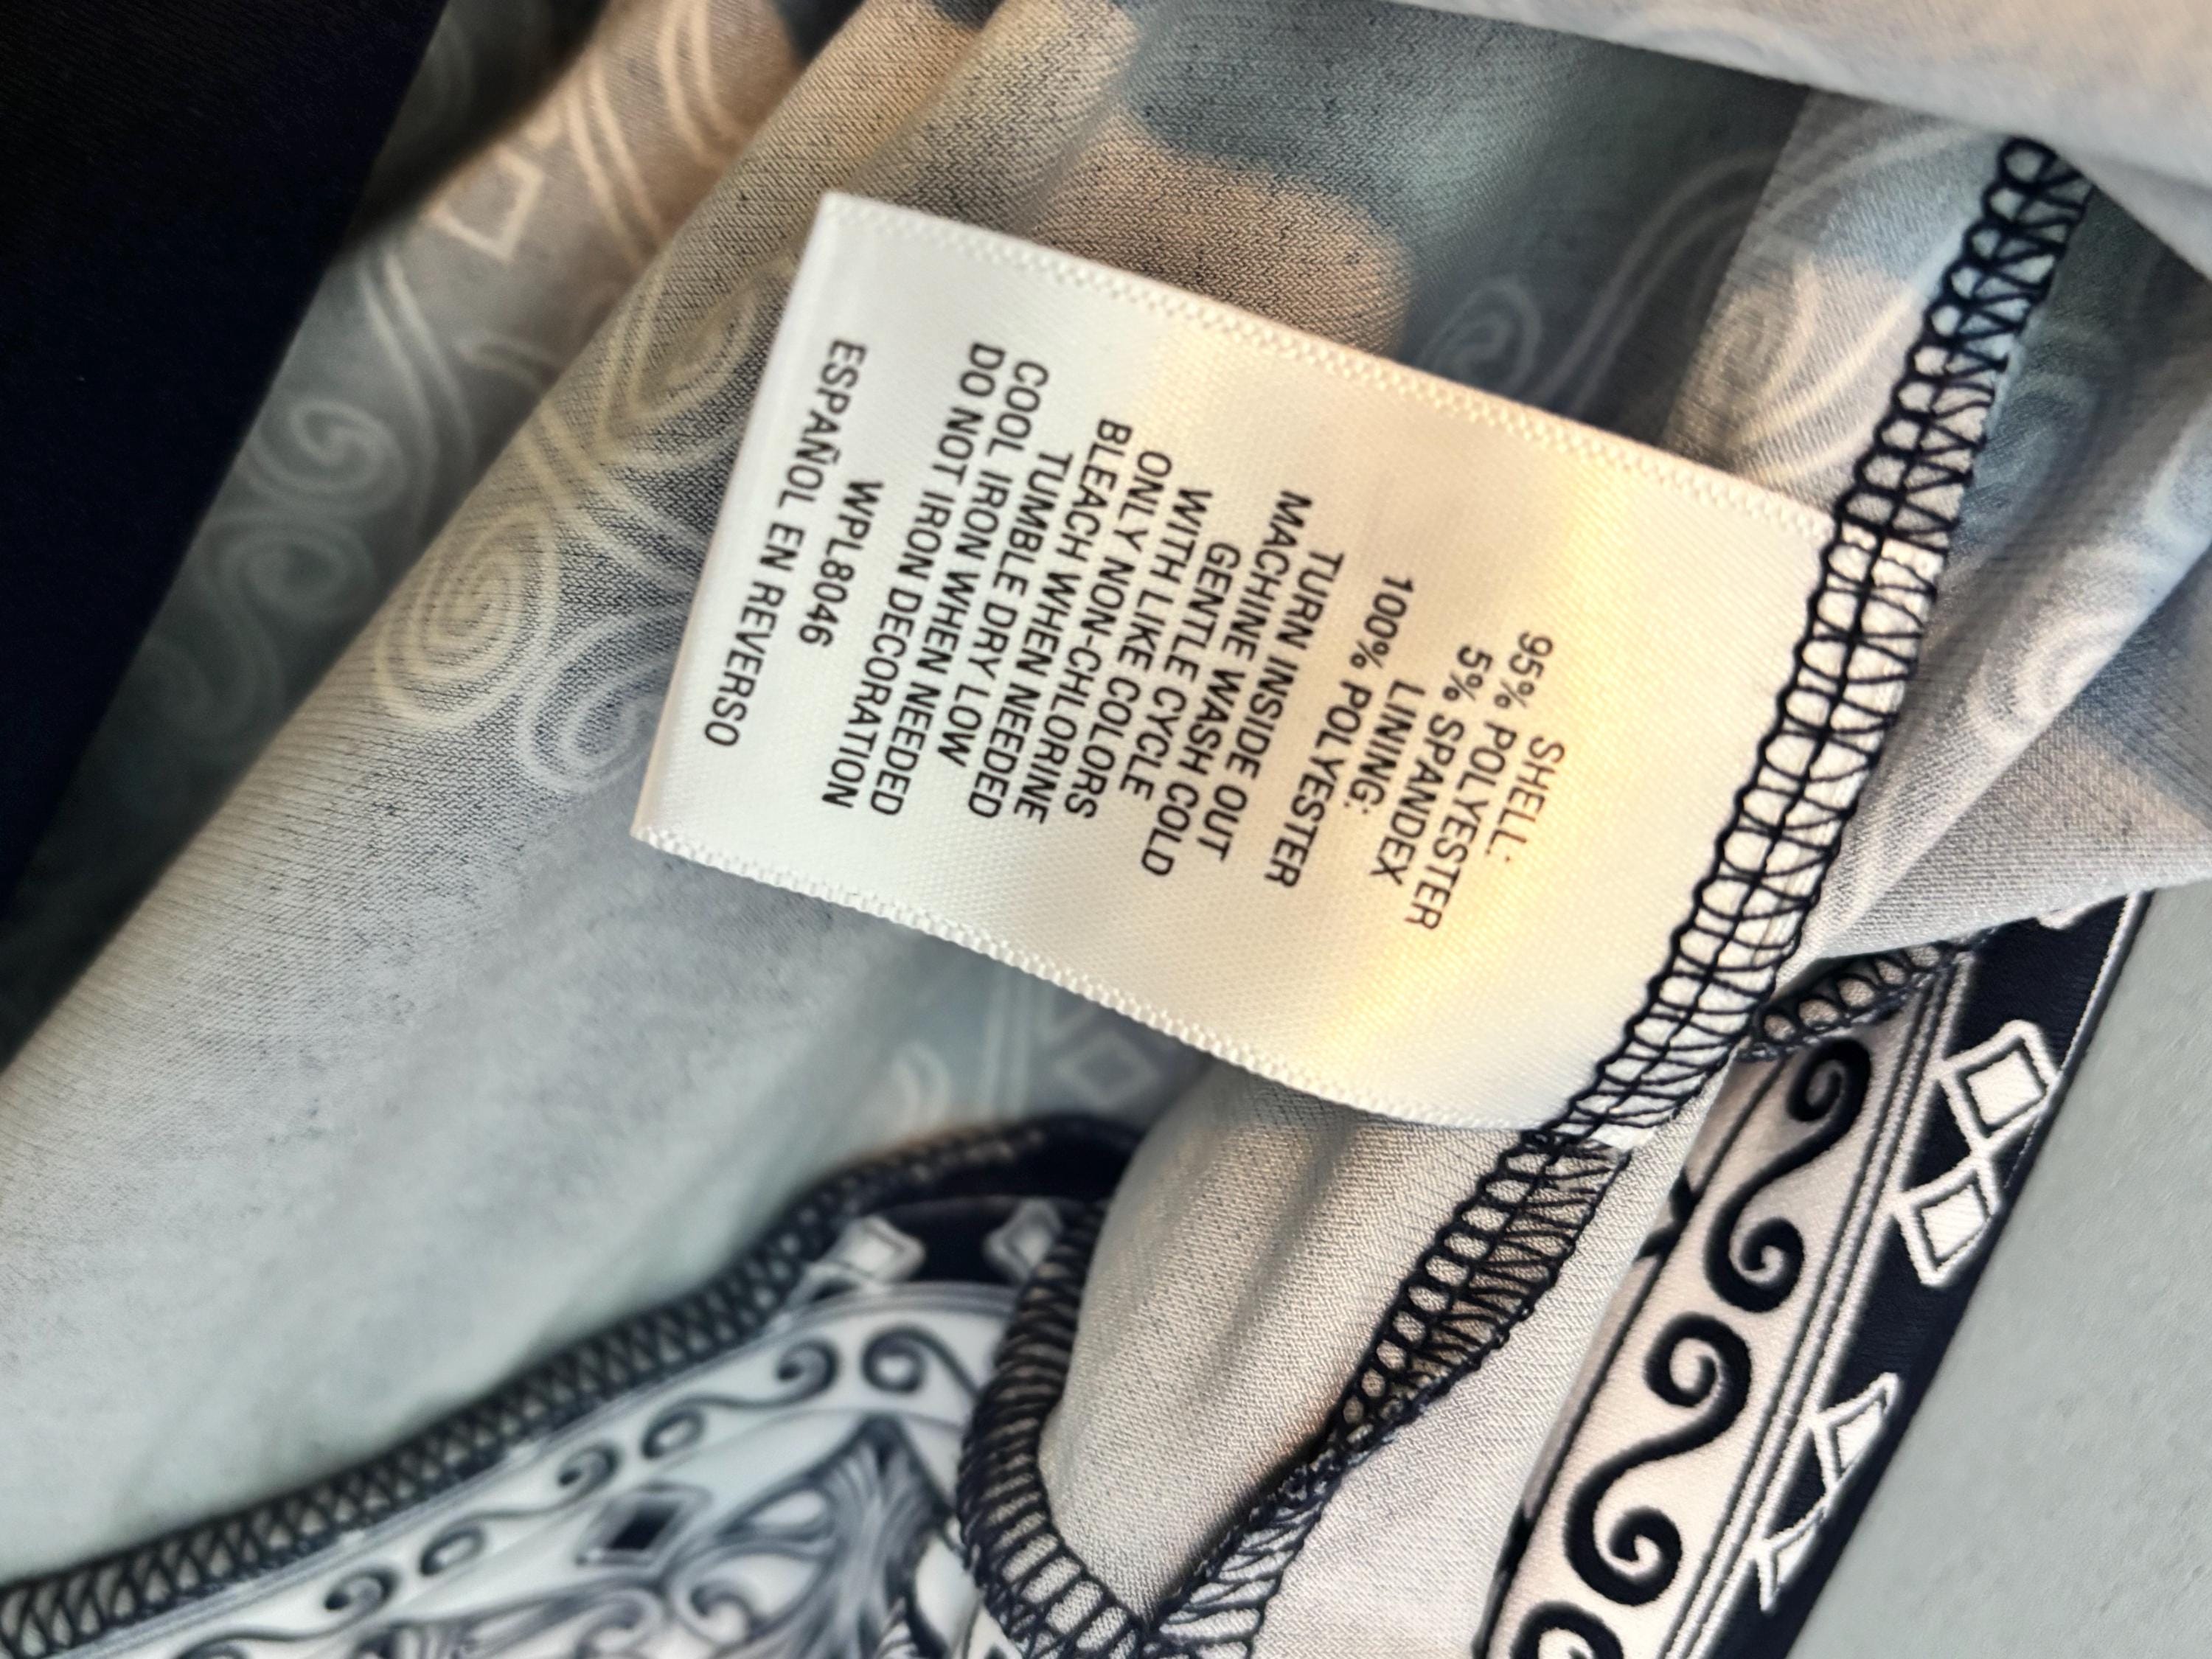 SHELL:
95% POLYESTER
5% SPANDEX
LINING:
100% POLYESTER
TURN INSIDE OUT
MACHINE WASH COLD
GENTLE CYCLE
WITH LIKE COLORS
ONLY NON-CHLORINE
BLEACH WHEN NEEDED
TUMBLE DRY LOW
COOL IRON WHEN NEEDED
DO NOT IRON DECORATION
WPL8046
ESPAÑOL EN REVERSO